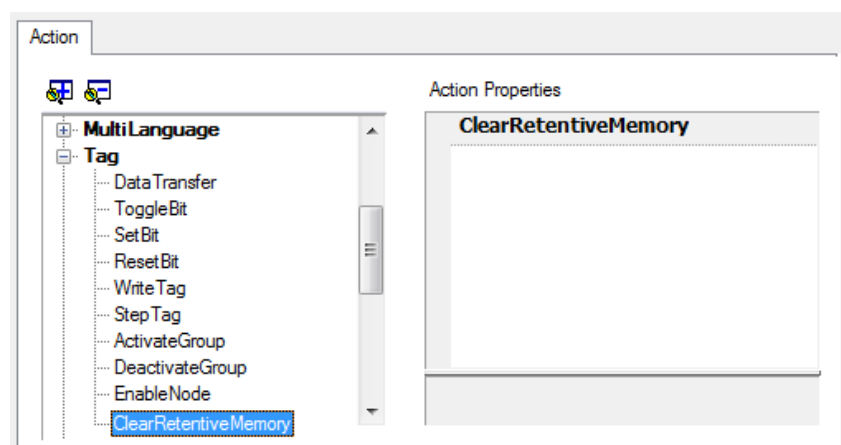 Action
Action Properties
MultiLanguage
Tag
DataTransfer
ToggleBit
SetBit
ResetBit
WriteTag
StepTag
ActivateGroup
DeactivateGroup
EnableNode
ClearRetentiveMemory
ClearRetentiveMemory